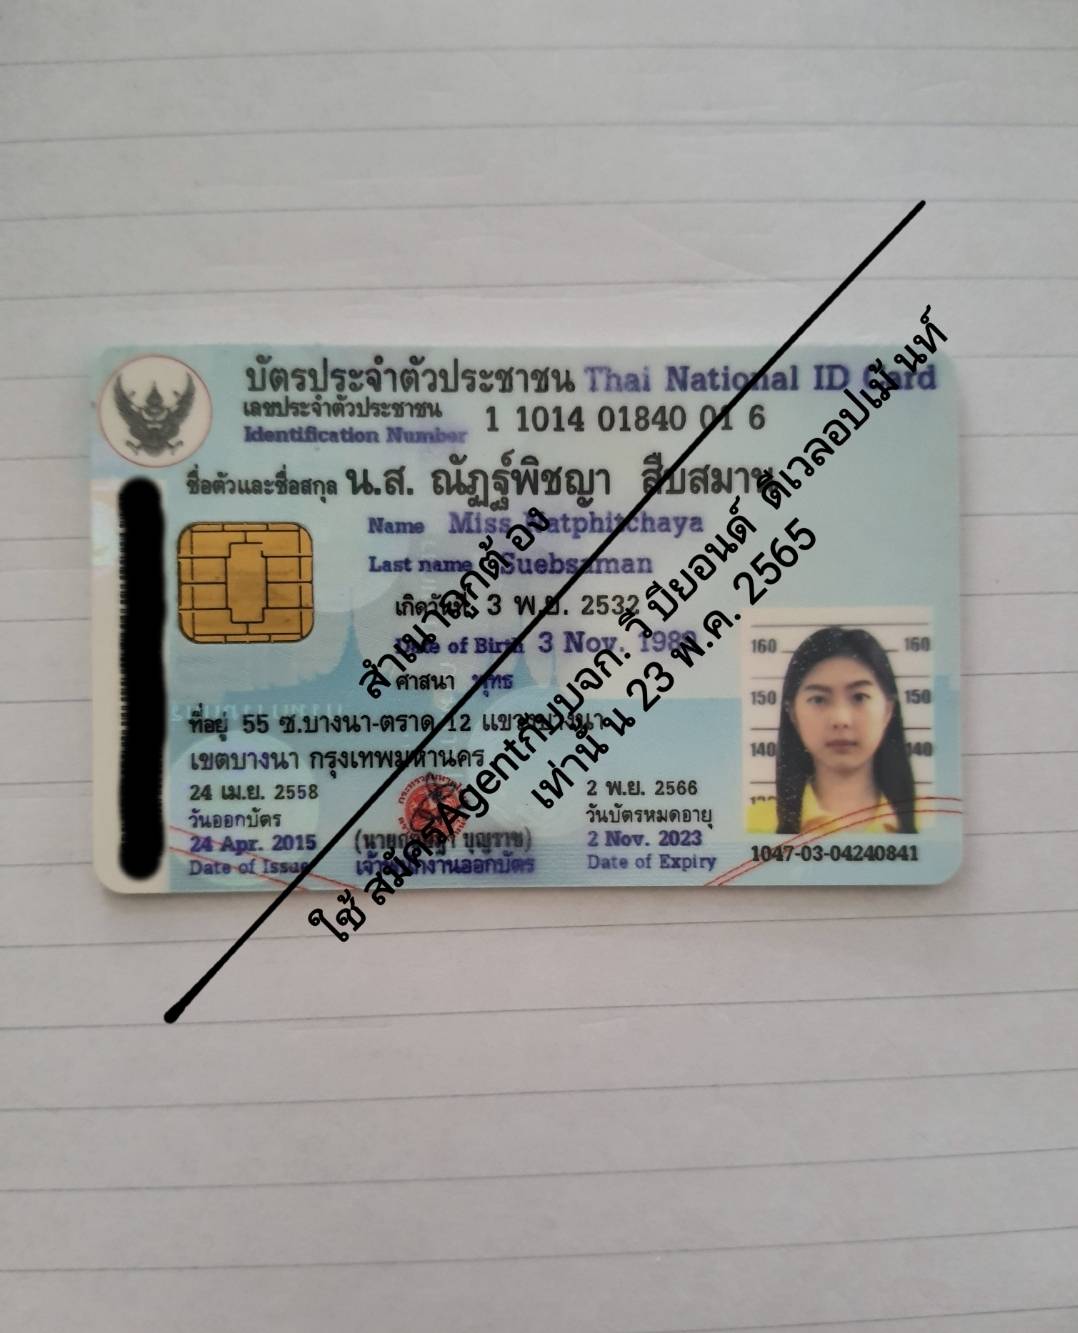 บัตรประจำตัวประชาชน Thai National ID Card
เลขประจำตัวประชาชน
Identification Number
1 1014 01840 01 6
ชื่อตัวและชื่อสกุล น.ส. ณัฏฐ์พิชญา สืบสมาน
Name Miss
Last name Suebsaman
เกิดวันที่ 3 พ.ย. 2532
Date of Birth 3 Nov. 1989
ศาสนา พุทธ
ที่อยู่ 55 ซ.บางนา-ตราด 12 แขวงบางนา
เขตบางนา กรุงเทพมหานคร
24 เม.ย. 2558
วันออกบัตร
24 Apr. 2015
Date of Issue
บุญราช)
เจ้าพนักงานออกบัตร
2 พ.ย. 2566
วันบัตรหมดอายุ
2 Nov. 2023
Date of Expiry
160 160
150 150
140 140
1047-03-04240841
สำเนาถูกต้อง
ใช้ สมัครAgentกับบจก. วี บียอนด์ ดีเวลอปเม้นท์
เท่านั้น 23 พ.ค. 2565